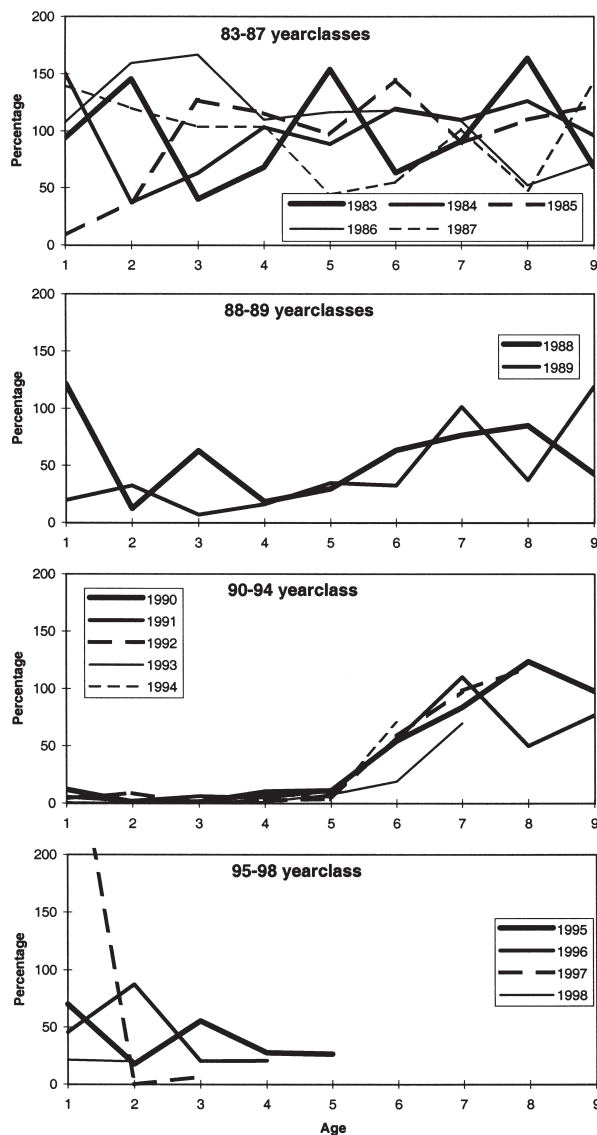 83-87 yearclasses
Percentage
200
150
100
50
0
1983 1984 1985
1986 1987
1 2 3 4 5 6 7 8 9
88-89 yearclasses
Percentage
200
150
100
50
0
1988
1989
1 2 3 4 5 6 7 8 9
90-94 yearclass
Percentage
200
150
100
50
0
1990
1991
1992
1993
1994
1 2 3 4 5 6 7 8 9
95-98 yearclass
Percentage
200
150
100
50
0
1995
1996
1997
1998
1 2 3 4 5 6 7 8 9
Age